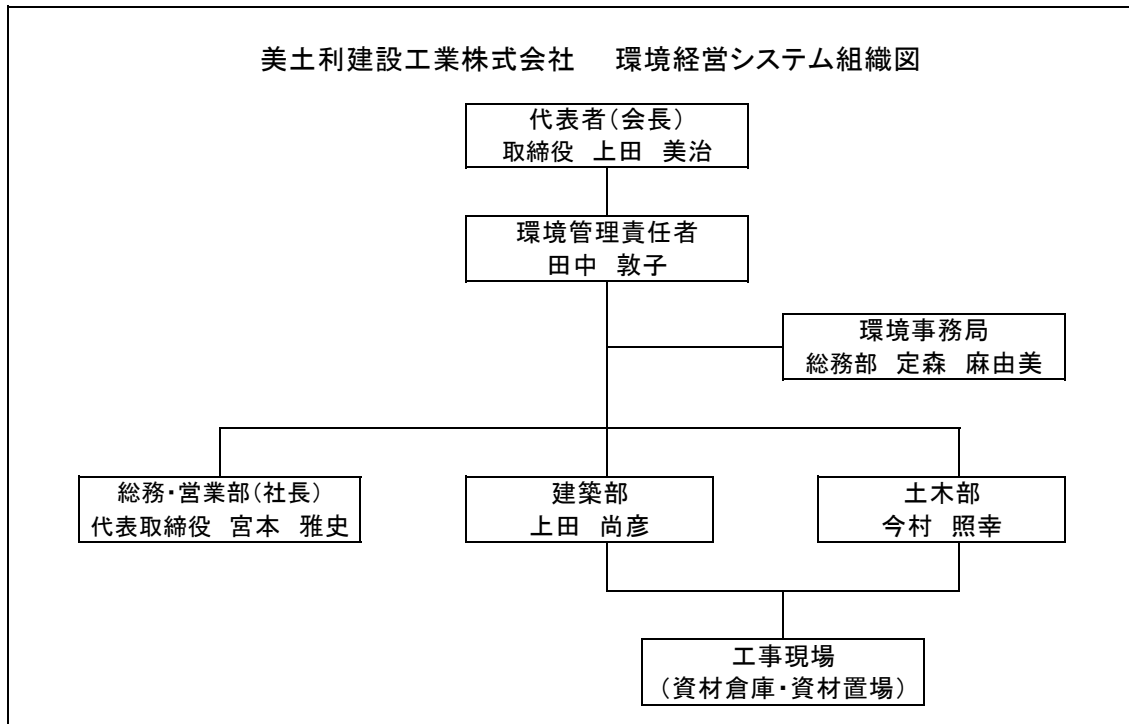 美土利建設工業株式会社　環境経営システム組織図
代表者(会長)
取締役 上田 美治
環境管理責任者
田中 敦子
環境事務局
総務部 定森 麻由美
総務・営業部(社長)
代表取締役 宮本 雅史
建築部
上田 尚彦
土木部
今村 照幸
工事現場
(資材倉庫・資材置場)